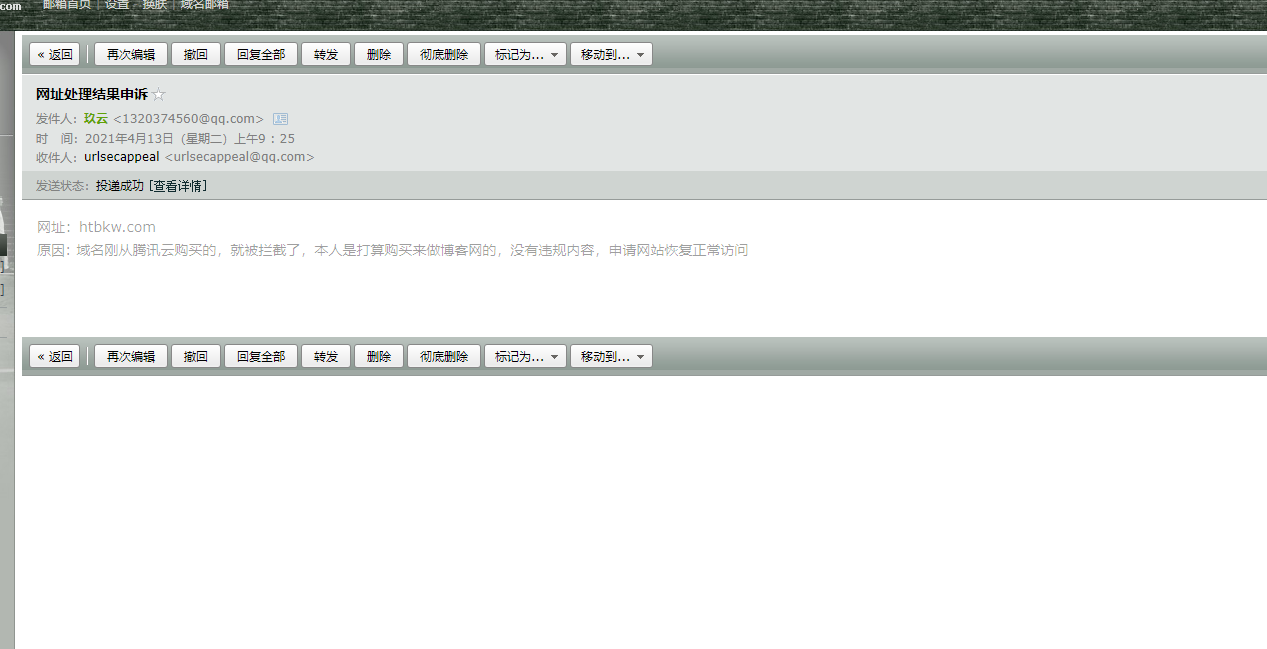 com 邮箱首页 | 设置 - 换肤 | 域名邮箱
« 返回 再次编辑 撤回 回复全部 转发 删除 彻底删除 标记为... 移动到...
网址处理结果申诉
发件人：玖云 <1320374560@qq.com>
时 间：2021年4月13日（星期二）上午9：25
收件人：urlsecappeal <urlsecappeal@qq.com>
发送状态：投递成功 [查看详情]
网址：htbkw.com
原因：域名刚从腾讯云购买的，就被拦截了，本人是打算购买来做博客网的，没有违规内容，申请网站恢复正常访问
]
]
« 返回 再次编辑 撤回 回复全部 转发 删除 彻底删除 标记为... 移动到...